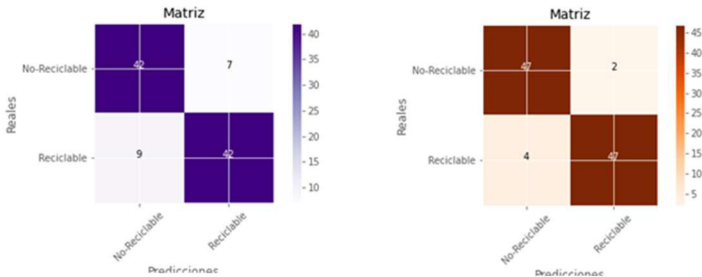 Matriz
No-Reciclable
Reciclable
Reales
42
7
9
42
No-Reciclable
Reciclable
Predicciones
40
35
30
25
20
15
10
Matriz
No-Reciclable
Reciclable
Reales
47
2
4
47
No-Reciclable
Reciclable
Predicciones
45
40
35
30
25
20
15
10
5